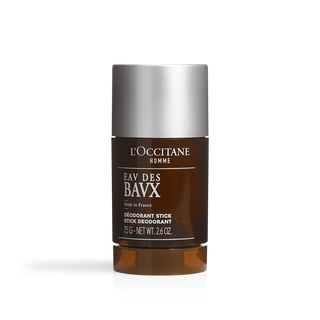 L'OCCITANE
HOMME
EAV DES
BAVX
Made in France
DÉODORANT STICK
STICK DEODORANT
75 G - NET WT. 2.6 OZ.